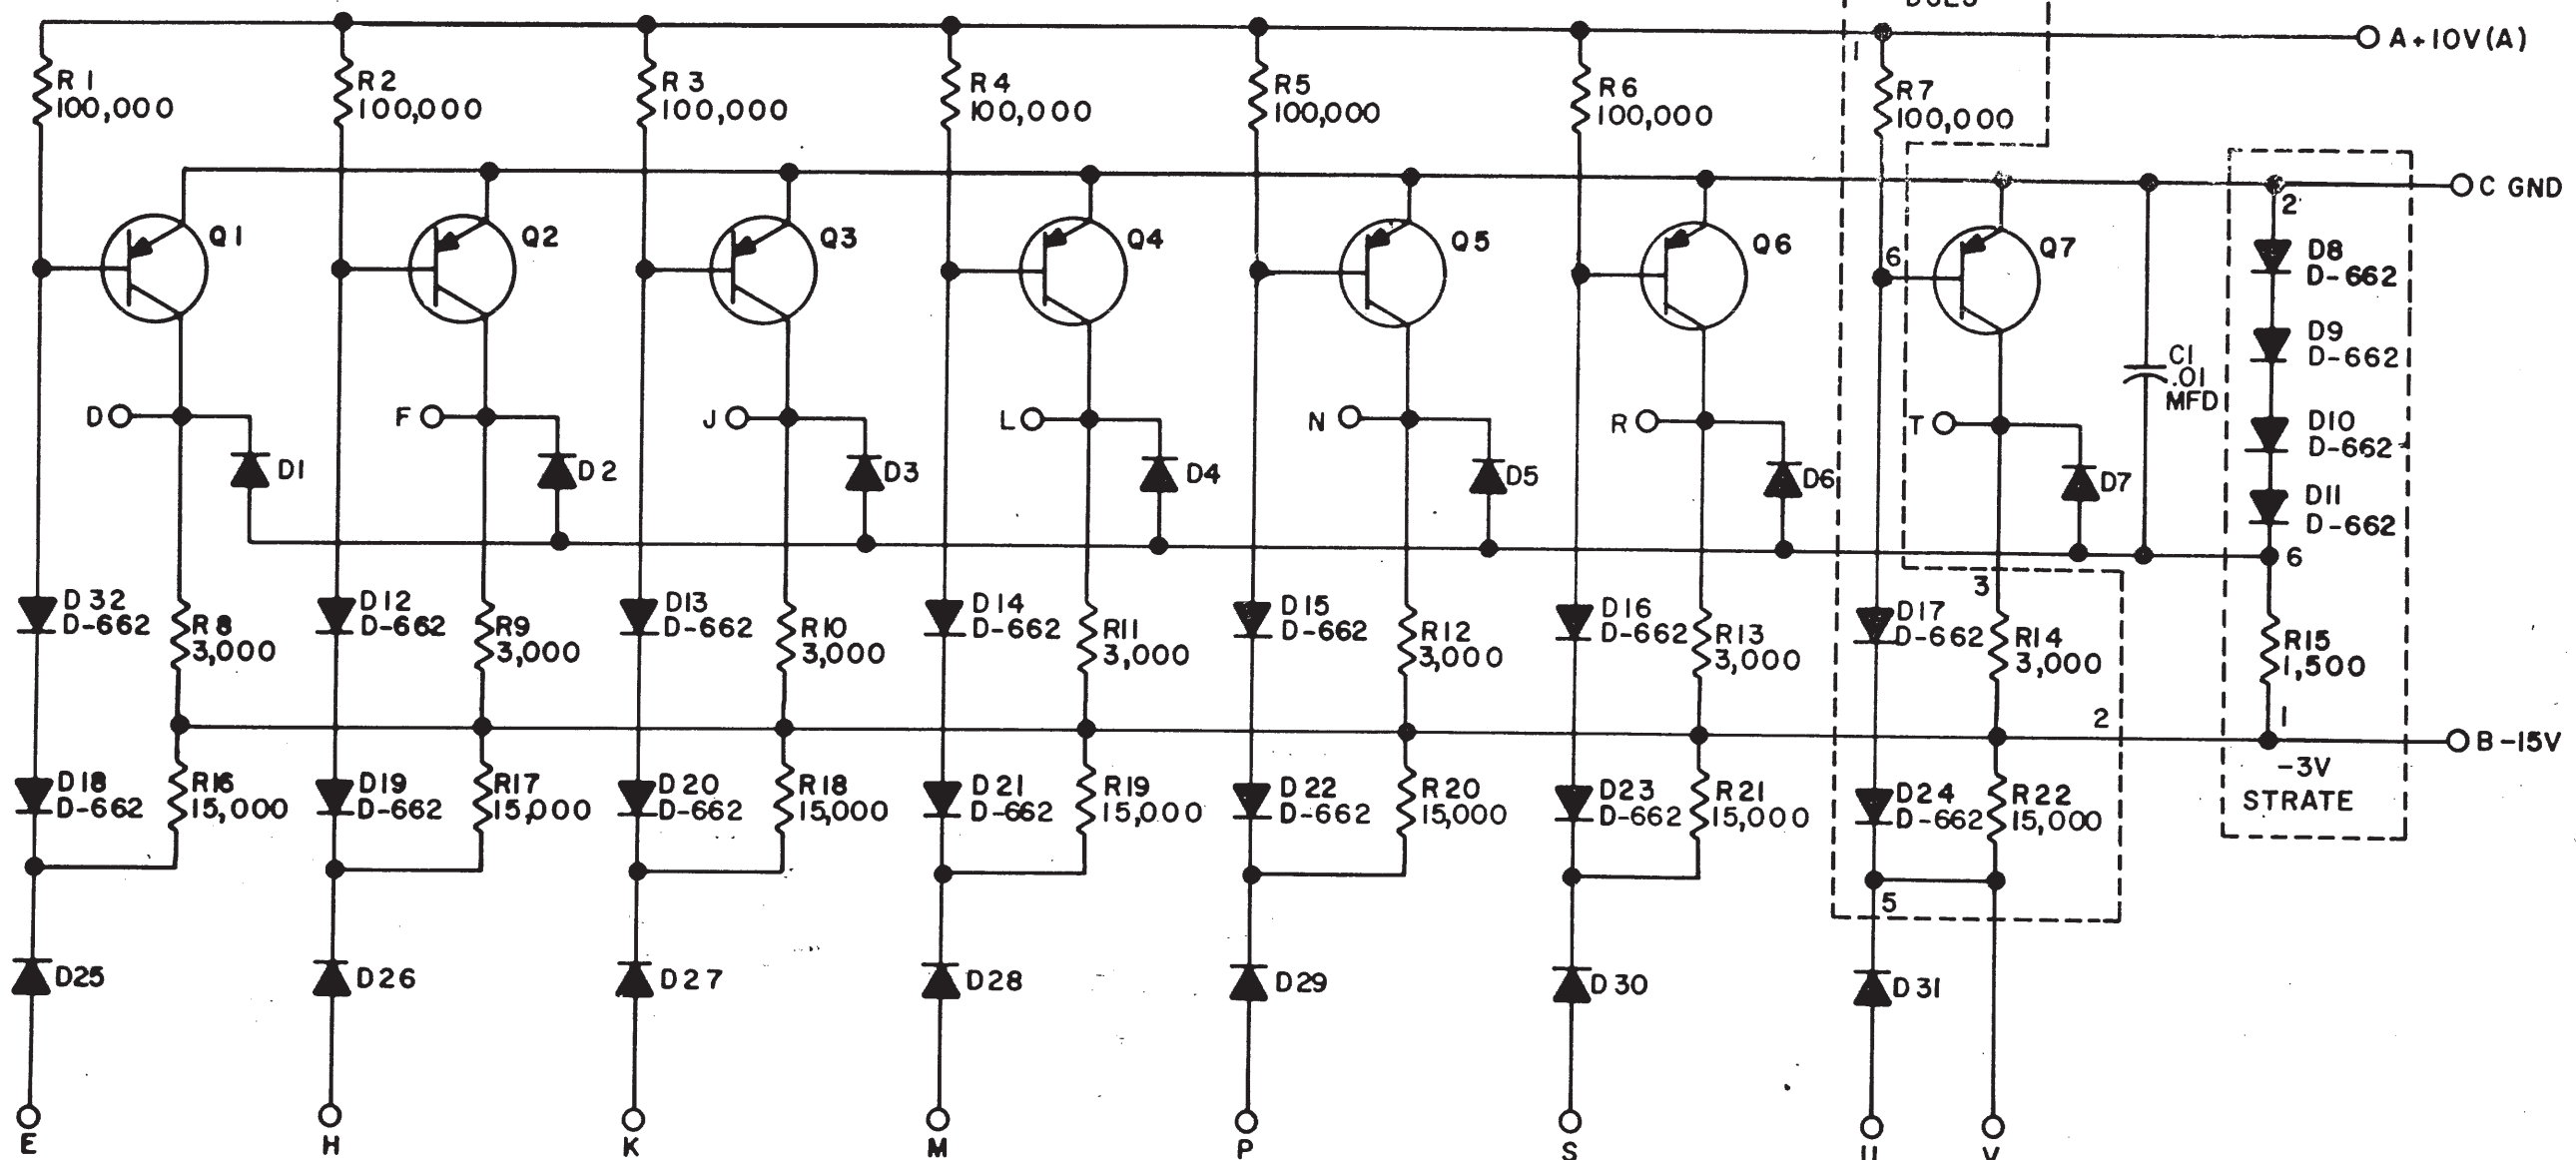 A+10V(A)
R1
100,000
R2
100,000
R3
100,000
R4
100,000
R5
100,000
R6
100,000
1
R7
100,000
C GND
2
Q1
Q2
Q3
Q4
Q5
Q6
6
Q7
D8
D-662
D9
D-662
C1
.01
MFD
D10
D-662
D11
D-662
6
D
F
J
L
N
R
T
D1
D2
D3
D4
D5
D6
D7
D32
D-662
R8
3,000
D12
D-662
R9
3,000
D13
D-662
R10
3,000
D14
D-662
R11
3,000
D15
D-662
R12
3,000
D16
D-662
R13
3,000
D17
D-662
3
R14
3,000
R15
1,500
2
1
B-15V
-3V
STRATE
D18
D-662
R16
15,000
D19
D-662
R17
15,000
D20
D-662
R18
15,000
D21
D-662
R19
15,000
D22
D-662
R20
15,000
D23
D-662
R21
15,000
D24
D-662
R22
15,000
5
D25
D26
D27
D28
D29
D30
D31
E
H
K
M
P
S
U
V